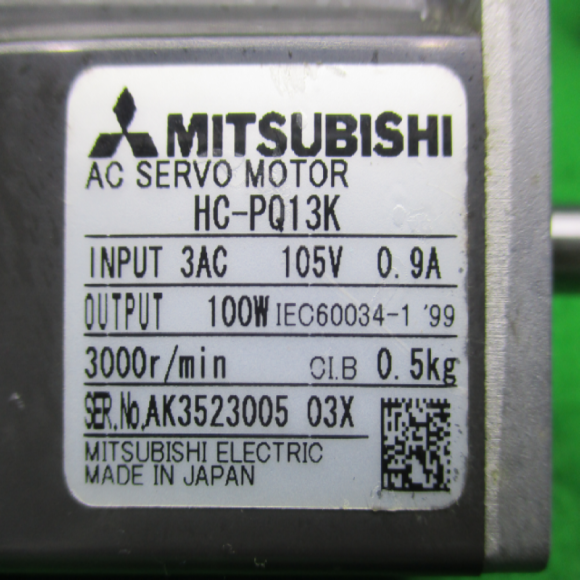 MITSUBISHI
AC SERVO MOTOR
HC-PQ13K
INPUT 3AC 105V 0.9A
OUTPUT 100W IEC60034-1 '99
3000r/min CI.B 0.5kg
SER.No.AK3523005 03X
MITSUBISHI ELECTRIC
MADE IN JAPAN